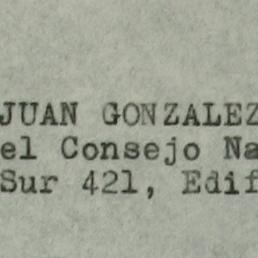 JUAN GONZALEZ
el Consejo Na
Sur 421, Edif